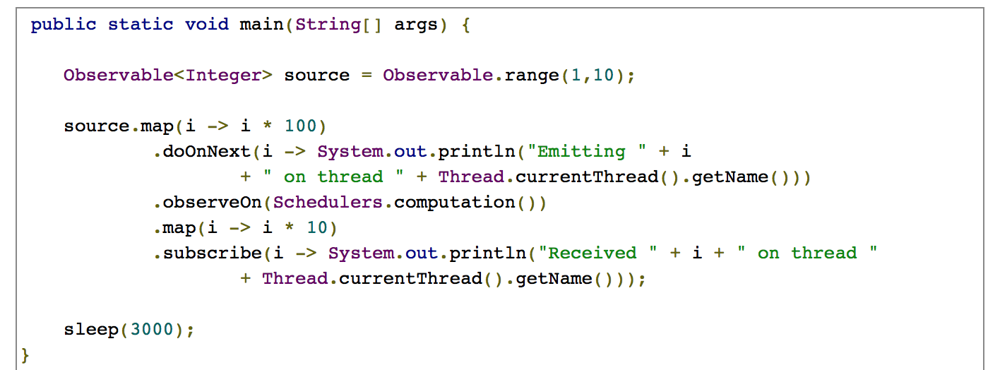 public static void main(String[] args) {
Observable<Integer> source = Observable.range(1,10);
source.map(i -> i * 100)
.doOnNext(i -> System.out.println("Emitting " + i
+ " on thread " + Thread.currentThread().getName()))
.observeOn(Schedulers.computation())
.map(i -> i * 10)
.subscribe(i -> System.out.println("Received " + i + " on thread "
+ Thread.currentThread().getName()));
sleep(3000);
}